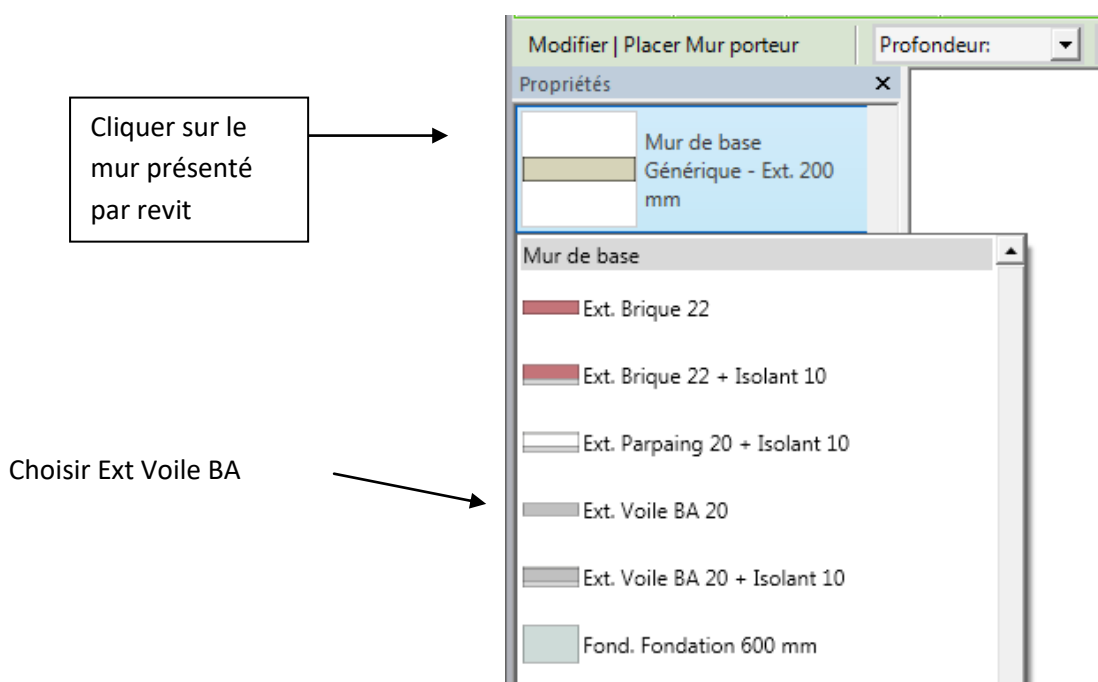 Modifier | Placer Mur porteur
Profondeur:
Propriétés
Cliquer sur le
mur présenté
par revit
Mur de base
Générique - Ext. 200
mm
Mur de base
Ext. Brique 22
Ext. Brique 22 + Isolant 10
Ext. Parpaing 20 + Isolant 10
Choisir Ext Voile BA
Ext. Voile BA 20
Ext. Voile BA 20 + Isolant 10
Fond. Fondation 600 mm